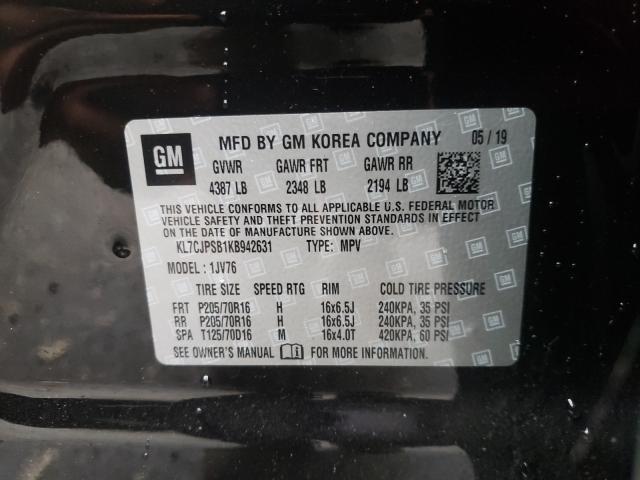 GM
MFD BY GM KOREA COMPANY 05 / 19
GVWR GAWR FRT GAWR RR
4387 LB 2348 LB 2194 LB
THIS VEHICLE CONFORMS TO ALL APPLICABLE U.S. FEDERAL MOTOR
VEHICLE SAFETY AND THEFT PREVENTION STANDARDS IN EFFECT
ON THE DATE OF MANUFACTURE SHOWN ABOVE.
KL7CJPSB1KB942631 TYPE: MPV
MODEL : 1JV76
TIRE SIZE SPEED RTG RIM COLD TIRE PRESSURE
FRT P205/70R16 H 16x6.5J 240KPA, 35 PSI
RR P205/70R16 H 16x6.5J 240KPA, 35 PSI
SPA T125/70D16 M 16x4.0T 420KPA, 60 PSI
SEE OWNER'S MANUAL FOR MORE INFORMATION.